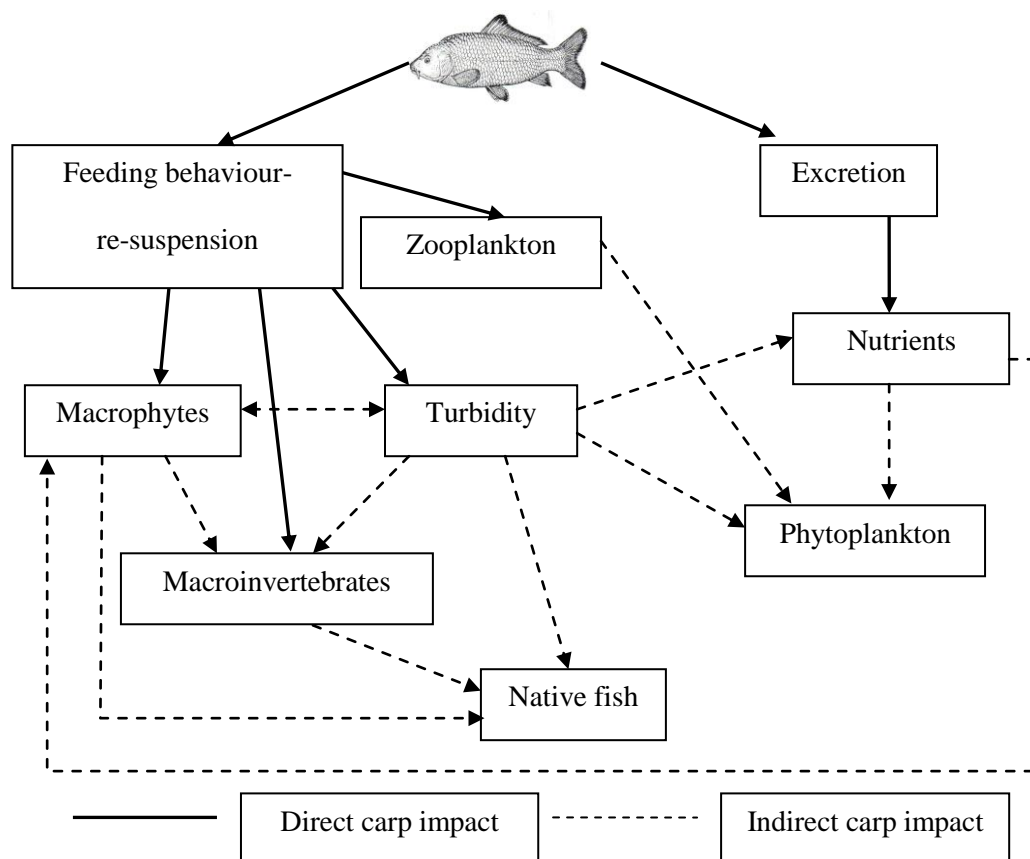 Feeding behaviour-
re-suspension
Excretion
Zooplankton
Nutrients
Macrophytes
Turbidity
Phytoplankton
Macroinvertebrates
Native fish
Direct carp impact
Indirect carp impact